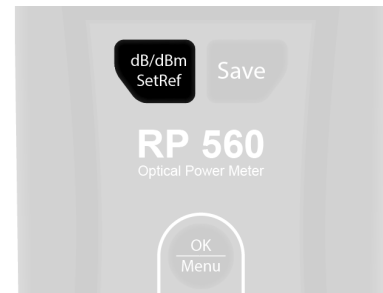 dB/dBm
SetRef
Save
RP 560
Optical Power Meter
OK
Menu